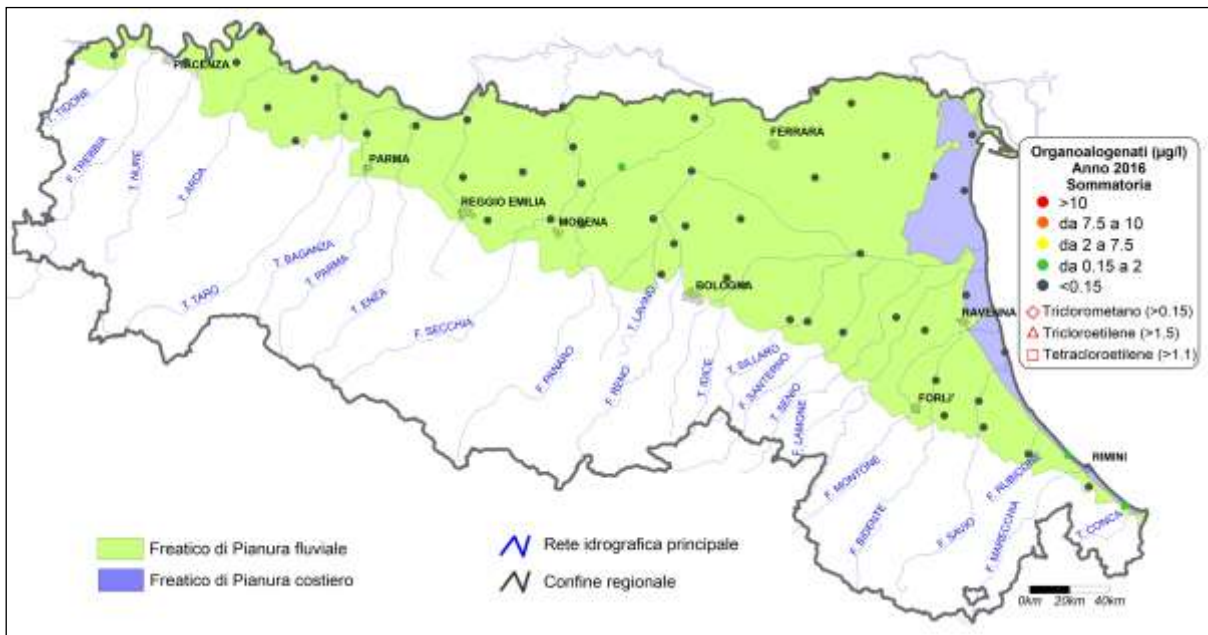 PIACENZA
T. TIDONE
F. TREBBIA
T. NURE
T. ARDA
PARMA
FERRARA
REGGIO EMILIA
MODENA
BOLOGNA
RAVENNA
FORLI'
RIMINI
T. TARO
T. BAGANZA
T. PARMA
T. ENZA
F. SECCHIA
F. PANARO
F. RENO
T. LAVINO
T. IDICE
T. SILLARO
F. SANTERNO
T. SENIO
F. LAMONE
F. MONTONE
F. BIDENTE
F. SAVIO
F. RUBICONE
F. MARECCHIA
T. CONCA
Organoalogenati (µg/l)
Anno 2016
Sommatoria
>10
da 7.5 a 10
da 2 a 7.5
da 0.15 a 2
<0.15
Triclorometano (>0.15)
Tricloroetilene (>1.5)
Tetracloroetilene (>1.1)
Freatico di Pianura fluviale
Freatico di Pianura costiero
Rete idrografica principale
Confine regionale
0km 20km 40km